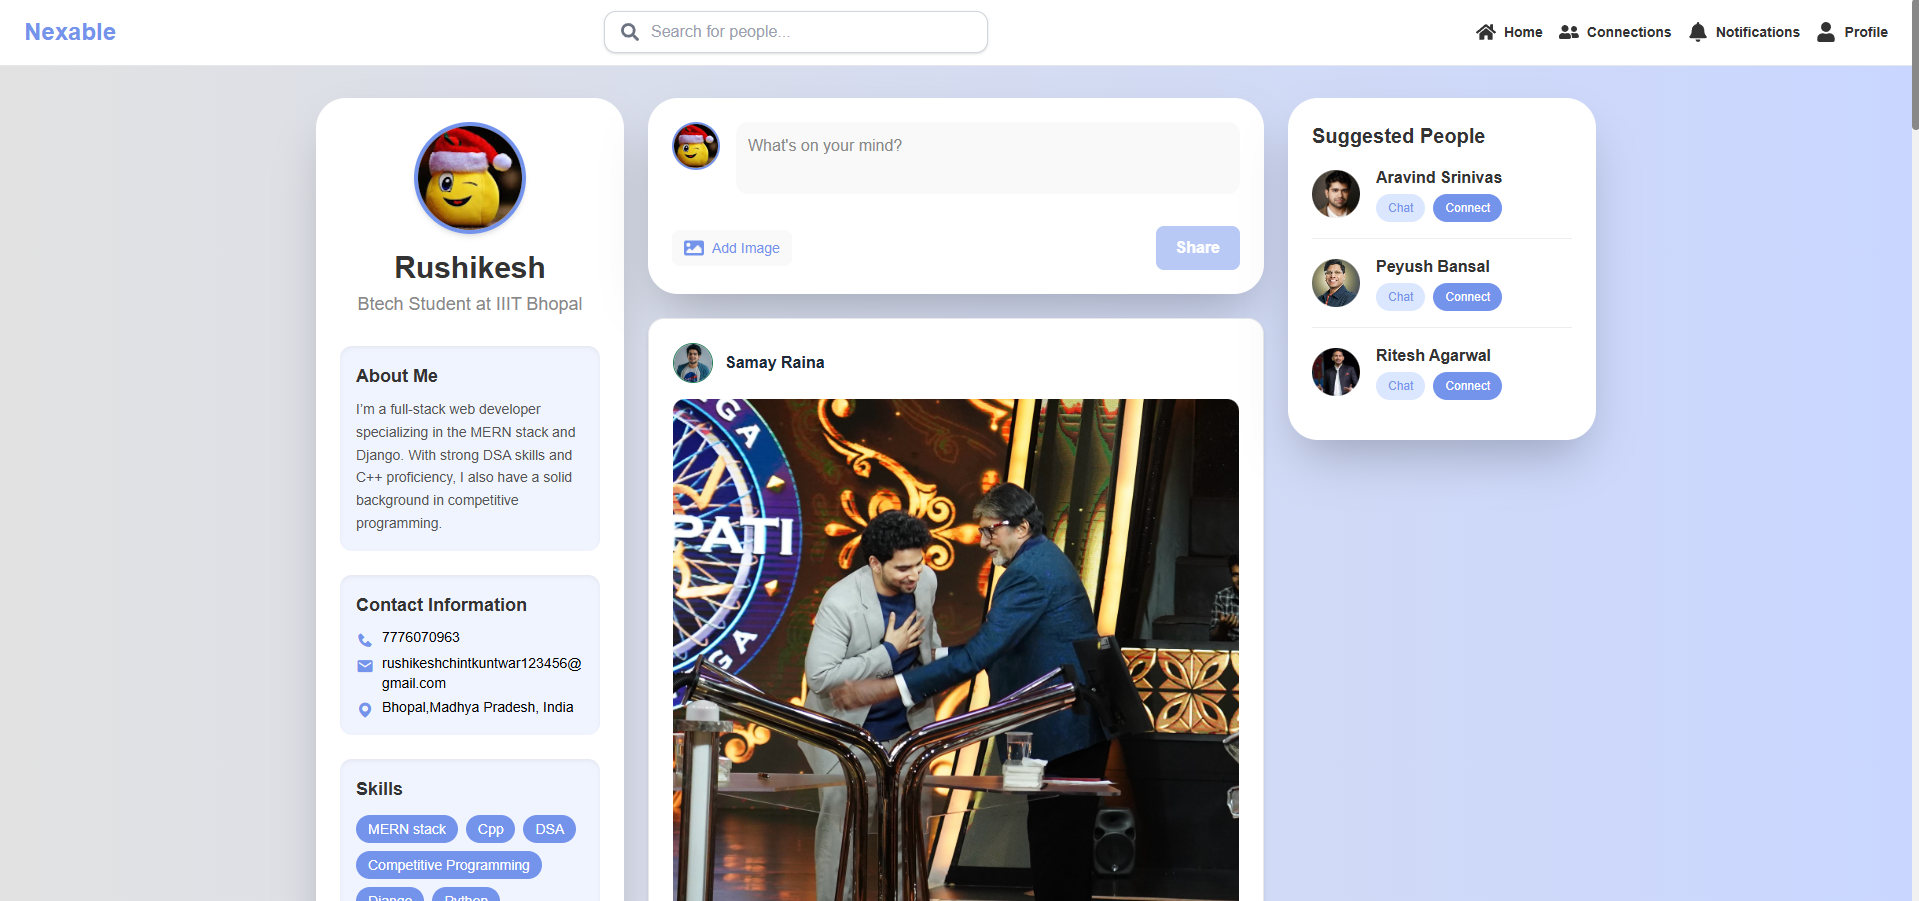 Nexable
Search for people...
Home
Connections
Notifications
Profile
Rushikesh
Btech Student at IIIT Bhopal
About Me
I'm a full-stack web developer
specializing in the MERN stack and
Django. With strong DSA skills and
C++ proficiency, I also have a solid
background in competitive
programming.
Contact Information
7776070963
rushikeshchintkuntwar123456@
gmail.com
Bhopal,Madhya Pradesh, India
Skills
MERN stack Cpp DSA
Competitive Programming
Django Python
What's on your mind?
Add Image
Share
Samay Raina
GA
PATI
GA
Suggested People
Aravind Srinivas
Chat Connect
Peyush Bansal
Chat Connect
Ritesh Agarwal
Chat Connect